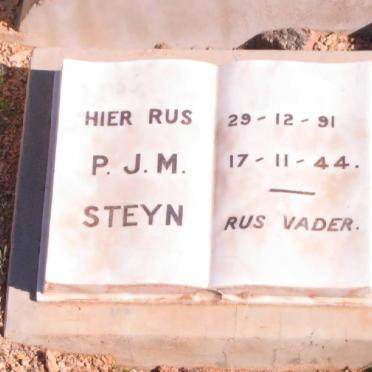 HIER RUS
P. J. M.
STEYN
29 - 12 - 91
17 - 11 - 44.
RUS VADER.